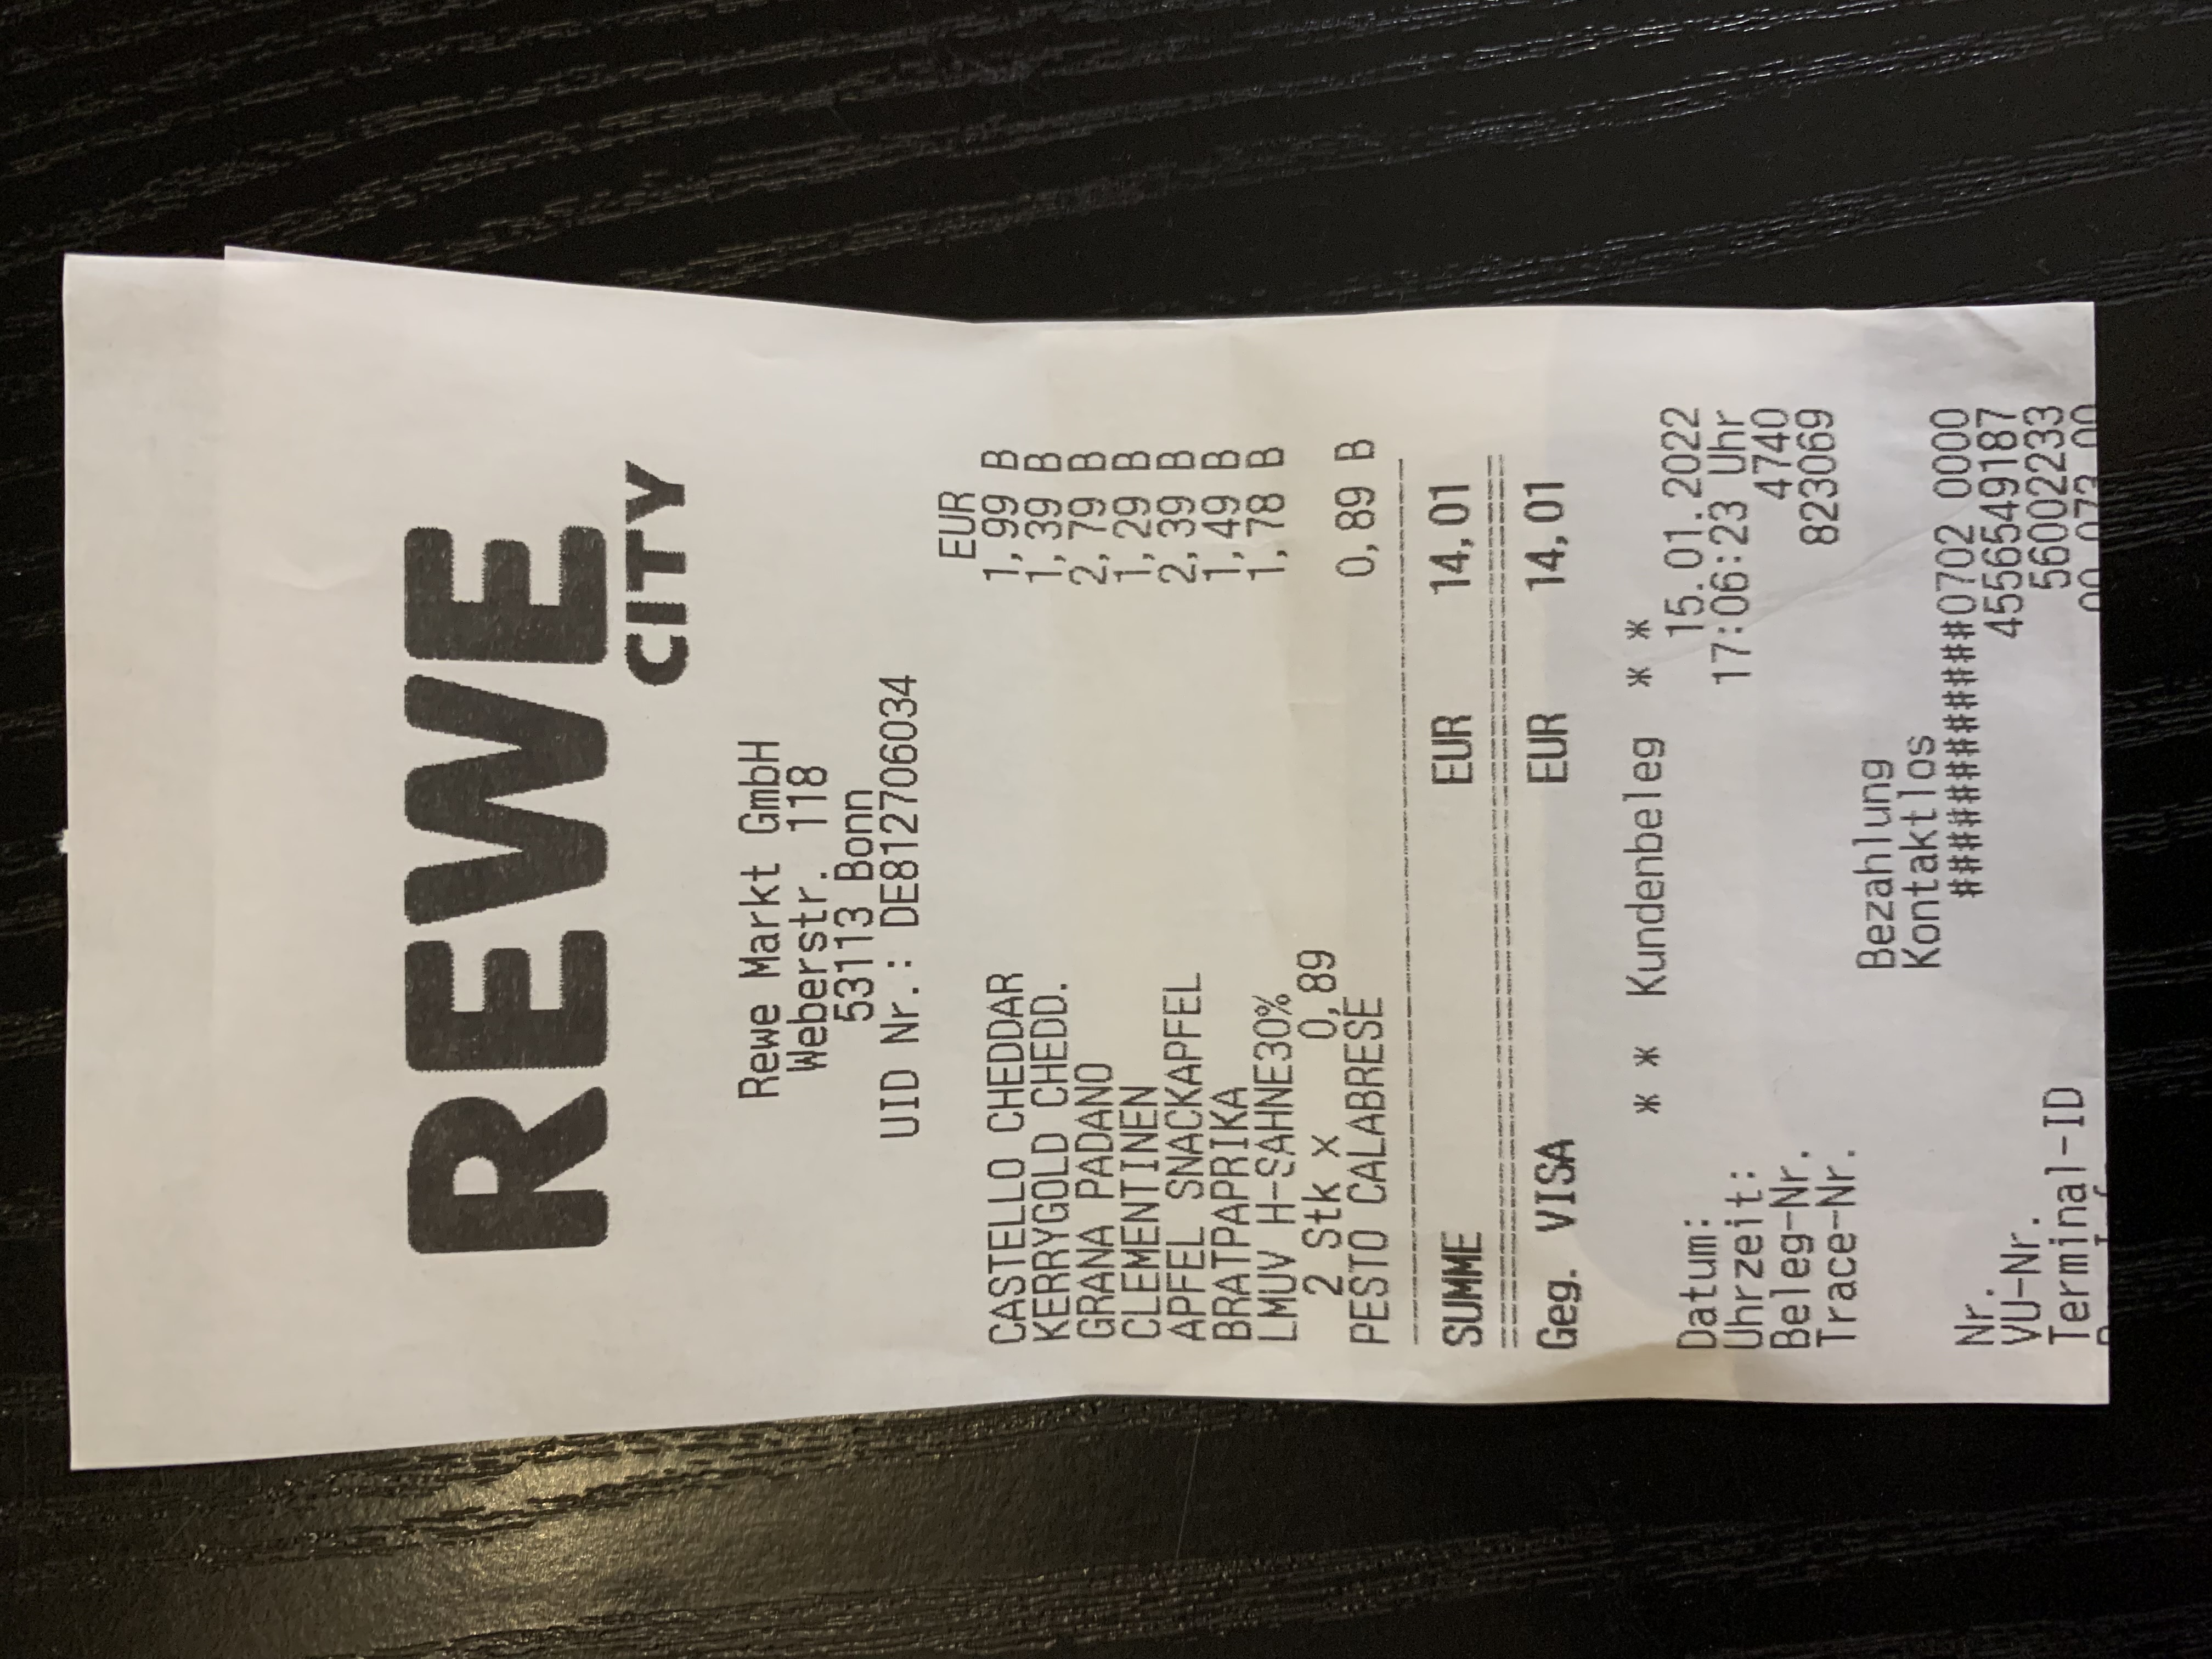 REWE
CITY
Rewe Markt GmbH
Weberstr. 118
53113 Bonn
UID Nr.: DE812706034
EUR
CASTELLO CHEDDAR 1,99 B
KERRYGOLD CHEDD. 1,39 B
GRANA PADANO 2,79 B
CLEMENTINEN 1,29 B
APFEL SNACKAPFEL 2,39 B
BRATPAPRIKA 1,49 B
LMUV H-SAHNE30% 1,78 B
2 Stk x 0,89
PESTO CALABRESE 0,89 B
SUMME EUR 14,01
Geg. VISA EUR 14,01
* * Kundenbeleg * *
Datum: 15.01.2022
Uhrzeit: 17:06:23 Uhr
Beleg-Nr. 4740
Trace-Nr. 823069
Bezahlung
Kontaktlos
Nr. ############0702 0000
VU-Nr. 4556549187
Terminal-ID 56002233